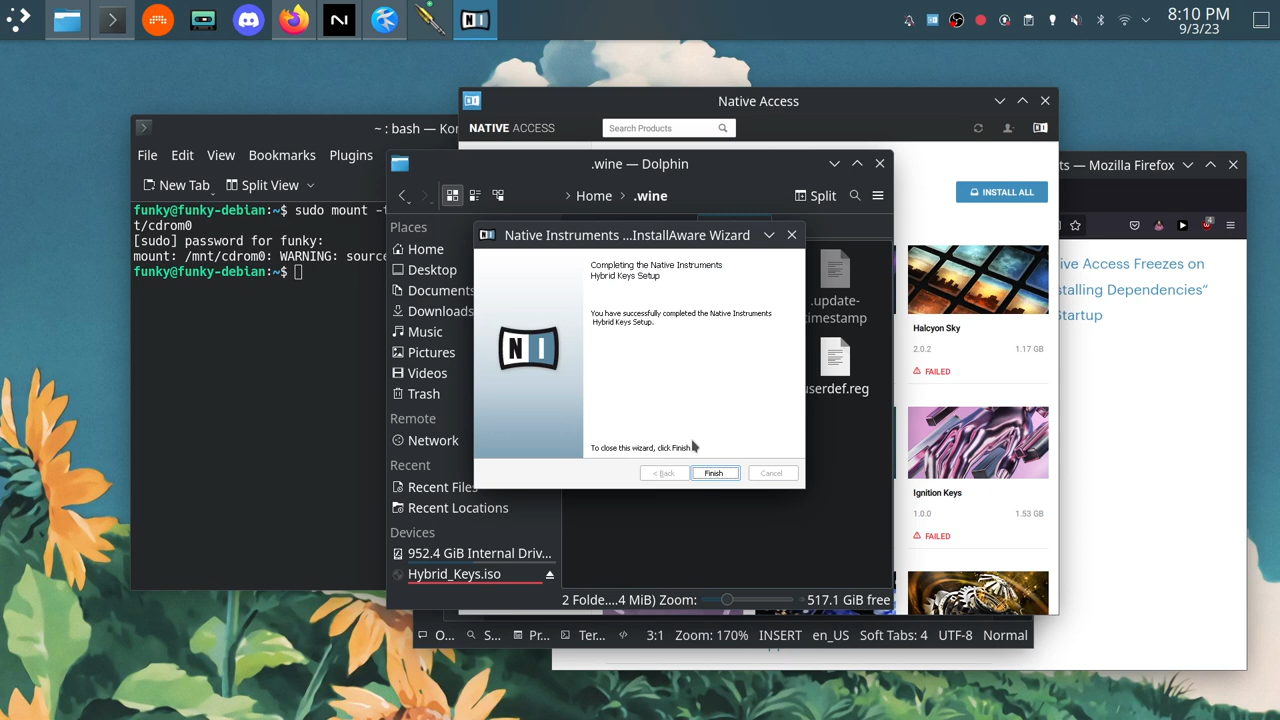 8:10 PM
9/3/23
Native Access
~ : bash — Kon
NATIVE ACCESS
Search Products
File Edit View Bookmarks Plugins
.wine — Dolphin
ts — Mozilla Firefox
New Tab Split View
Home .wine
Split
INSTALL ALL
funky@funky-debian:~$ sudo mount -t
t/cdrom0
[sudo] password for funky:
mount: /mnt/cdrom0: WARNING: source
funky@funky-debian:~$
Places
Home
Desktop
Documents
Downloads
Music
Pictures
Videos
Trash
Remote
Network
Recent
Recent Files
Recent Locations
Devices
952.4 GiB Internal Driv...
Hybrid_Keys.iso
Native Instruments ...InstallAware Wizard
Completing the Native Instruments
Hybrid Keys Setup
You have successfully completed the Native Instruments
Hybrid Keys Setup.
NI
To close this wizard, click Finish
< Back Finish Cancel
.update-
timestamp
userdef.reg
2 Folde....4 MiB) Zoom: 517.1 GiB free
Halcyon Sky
2.0.2 1.17 GB
FAILED
Ignition Keys
1.0.0 1.53 GB
FAILED
ive Access Freezes on
stalling Dependencies"
Startup
O... S... Pr... Ter... 3:1 Zoom: 170% INSERT en_US Soft Tabs: 4 UTF-8 Normal